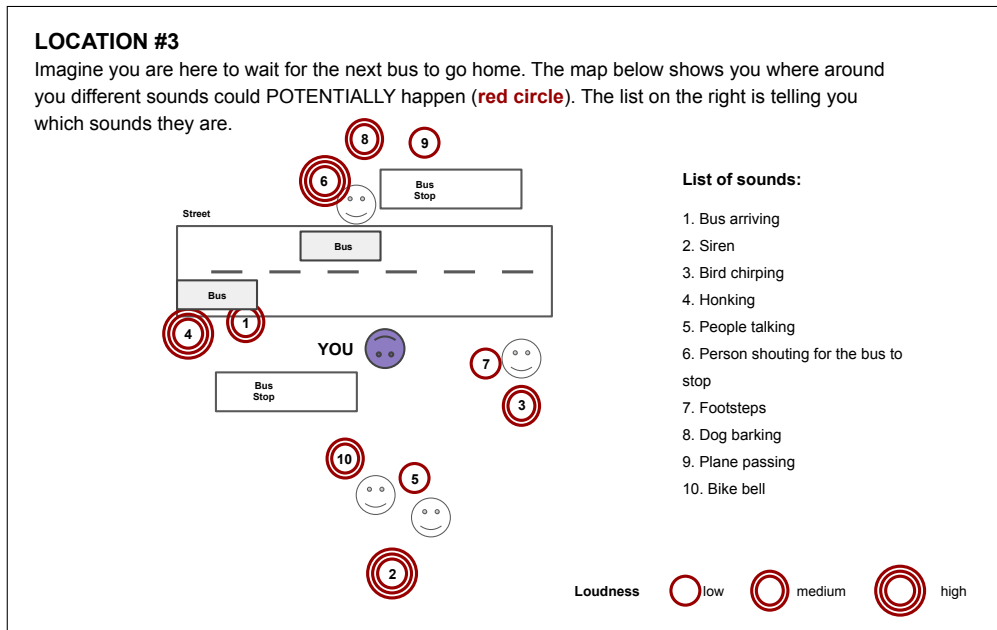 LOCATION #3
Imagine you are here to wait for the next bus to go home. The map below shows you where around
you different sounds could POTENTIALLY happen (red circle). The list on the right is telling you
which sounds they are.
8
9
6
Bus
Stop
Street
Bus
Bus
4
1
YOU
7
Bus
Stop
3
10
5
2
List of sounds:
1. Bus arriving
2. Siren
3. Bird chirping
4. Honking
5. People talking
6. Person shouting for the bus to
stop
7. Footsteps
8. Dog barking
9. Plane passing
10. Bike bell
Loudness low medium high